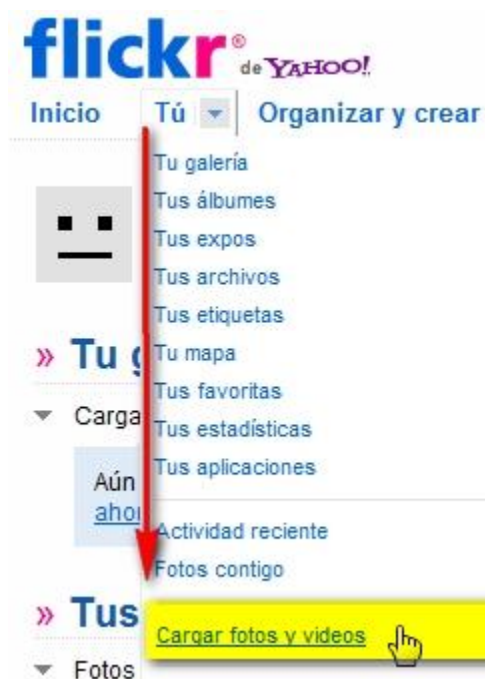 flickr® de YAHOO!
Inicio Tú Organizar y crear
Tu galería
Tus álbumes
Tus expos
Tus archivos
Tus etiquetas
Tu mapa
Tus favoritas
Tus estadísticas
Tus aplicaciones
Actividad reciente
Fotos contigo
Cargar fotos y videos
» Tu g
Carga
Aún
ahor
» Tus
Fotos